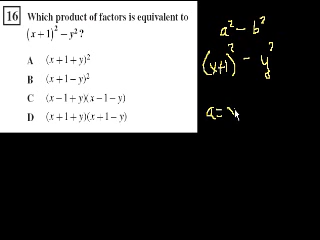 16 Which product of factors is equivalent to
(x + 1)² − y² ?
A (x + 1 + y)²
B (x + 1 − y)²
C (x − 1 + y)(x − 1 − y)
D (x + 1 + y)(x + 1 − y)
a² − b²
(x+1)² − y²
a =